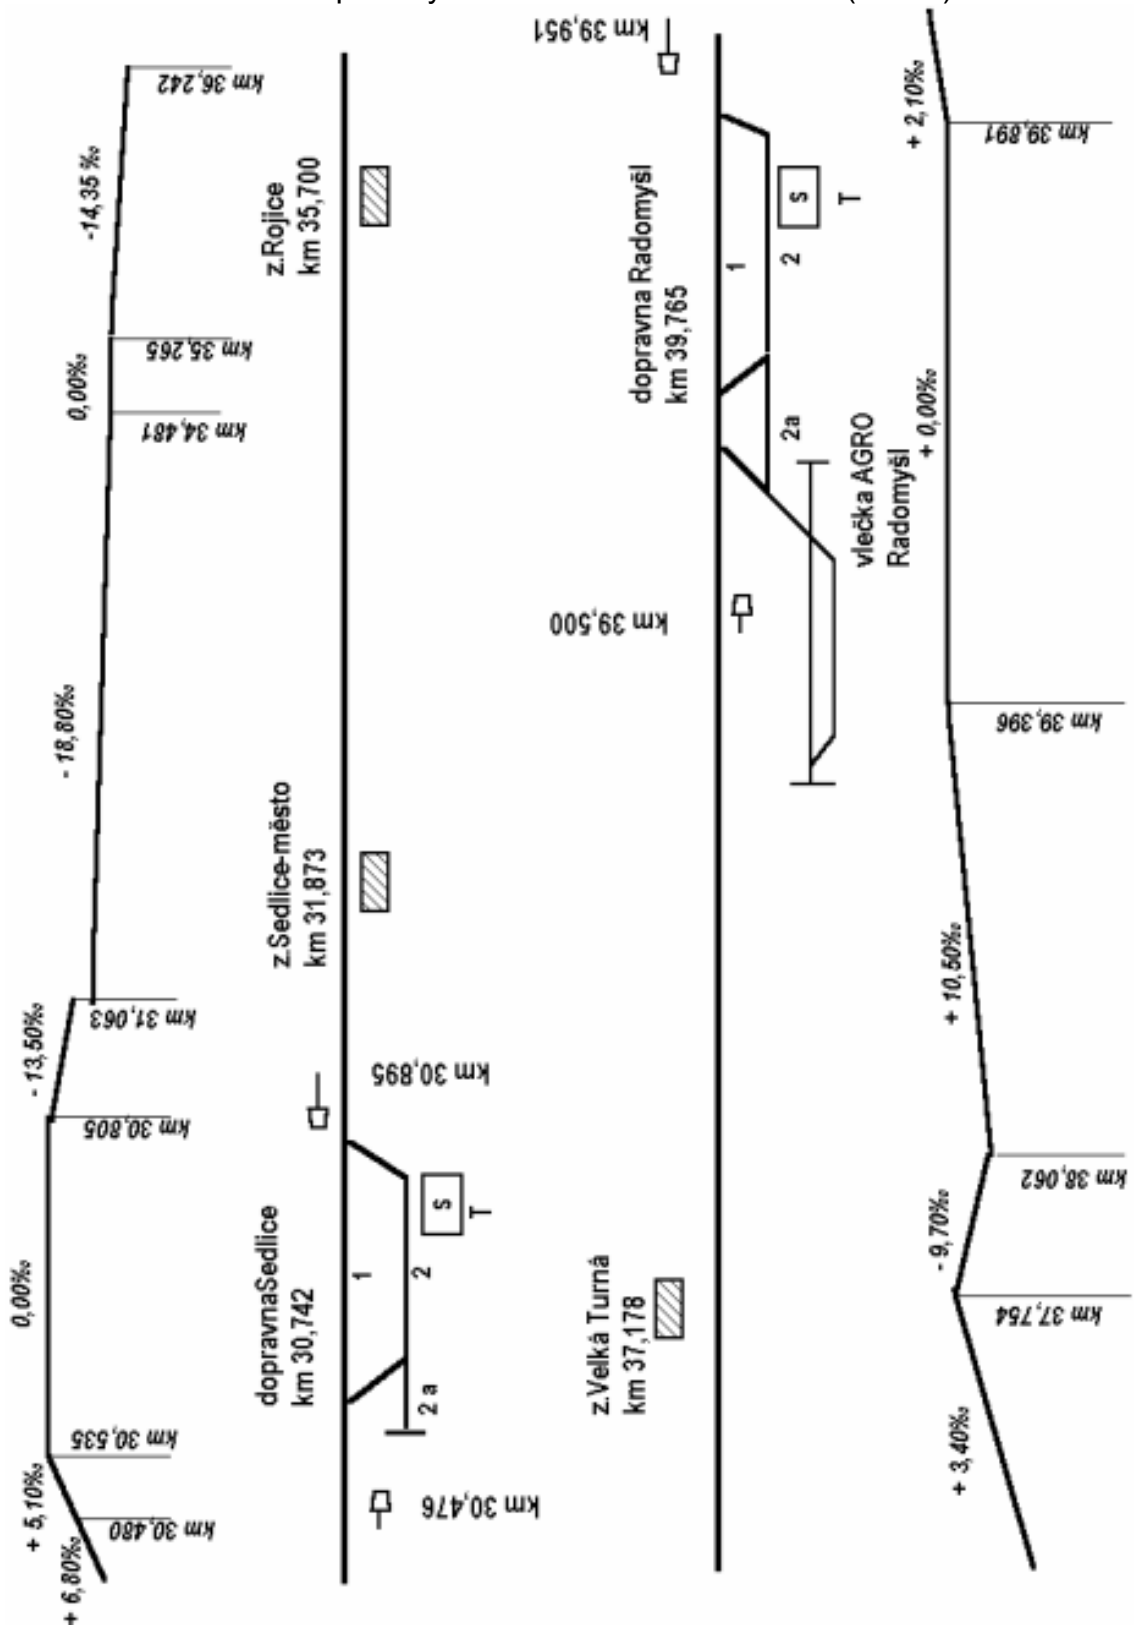 + 6,80‰
+ 5,10‰
0,00‰
- 13,50‰
- 18,80‰
0,00‰
-14,35 ‰
km 30,480
km 30,535
km 30,805
km 31,063
km 34,481
km 35,265
km 36,242
dopravnaSedlice
km 30,742
z.Sedlice-město
km 31,873
z.Rojice
km 35,700
1
2
2 a
S
T
km 30,476
km 30,895
z.Velká Turná
km 37,178
dopravna Radomyšl
km 39,765
km 39,500
km 39,951
1
2
2a
S
T
vlečka AGRO
Radomyšl
+ 3,40‰
- 9,70‰
+ 10,50‰
+ 0,00‰
+ 2,10‰
km 37,754
km 38,062
km 39,396
km 39,891